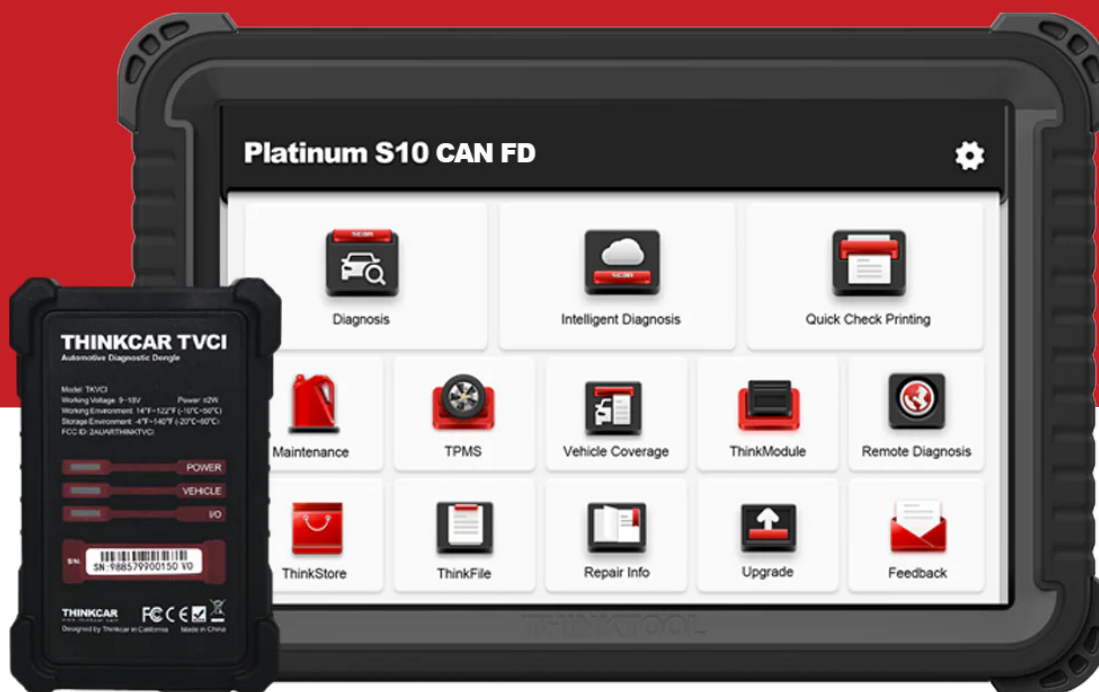 Platinum S10 CAN FD
Diagnosis
Intelligent Diagnosis
Quick Check Printing
Maintenance
TPMS
Vehicle Coverage
ThinkModule
Remote Diagnosis
ThinkStore
ThinkFile
Repair Info
Upgrade
Feedback
THINKTOOL
THINKCAR TVCI
Automotive Diagnostic Dongle
Model: TKVCI
Working Voltage: 9~18V Power: ≤2W
Working Environment: 14°F~122°F (-10°C~50°C)
Storage Environment: -4°F~140°F (-20°C~60°C)
FCC ID: 2AUARTHINKTVCI
POWER
VEHICLE
I/O
S/N:
SN:988579900150 V0
THINKCAR
www.thinkcar.com
FC CE
Designed by Thinkcar in California Made in China